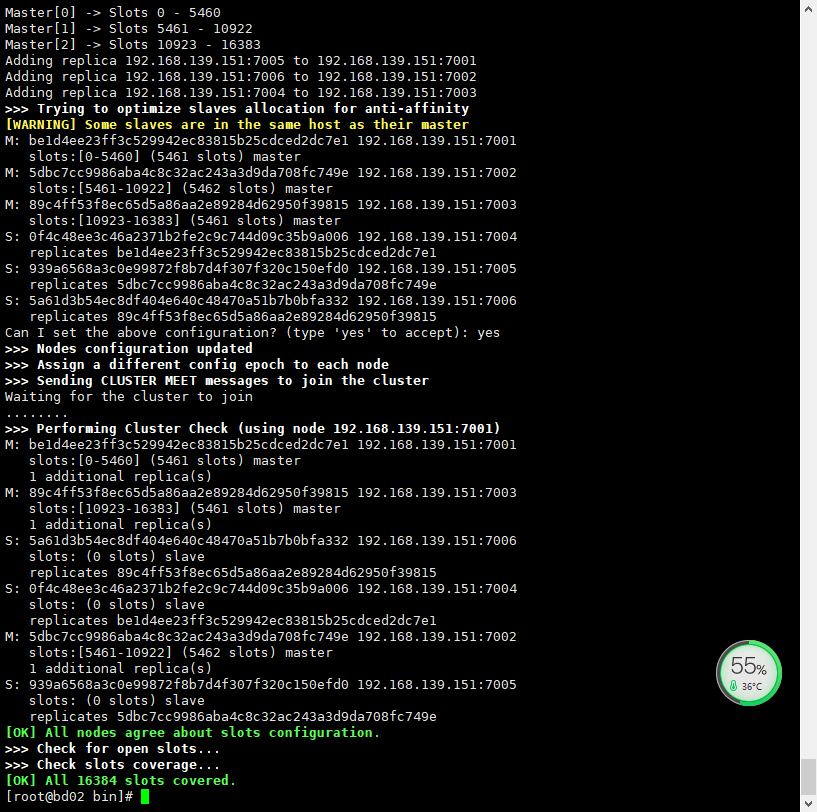 Master[0] -> Slots 0 - 5460
Master[1] -> Slots 5461 - 10922
Master[2] -> Slots 10923 - 16383
Adding replica 192.168.139.151:7005 to 192.168.139.151:7001
Adding replica 192.168.139.151:7006 to 192.168.139.151:7002
Adding replica 192.168.139.151:7004 to 192.168.139.151:7003
>>> Trying to optimize slaves allocation for anti-affinity
[WARNING] Some slaves are in the same host as their master
M: be1d4ee23ff3c529942ec83815b25cdced2dc7e1 192.168.139.151:7001
   slots:[0-5460] (5461 slots) master
M: 5dbc7cc9986aba4c8c32ac243a3d9da708fc749e 192.168.139.151:7002
   slots:[5461-10922] (5462 slots) master
M: 89c4ff53f8ec65d5a86aa2e89284d62950f39815 192.168.139.151:7003
   slots:[10923-16383] (5461 slots) master
S: 0f4c48ee3c46a2371b2fe2c9c744d09c35b9a006 192.168.139.151:7004
   replicates be1d4ee23ff3c529942ec83815b25cdced2dc7e1
S: 939a6568a3c0e99872f8b7d4f307f320c150efd0 192.168.139.151:7005
   replicates 5dbc7cc9986aba4c8c32ac243a3d9da708fc749e
S: 5a61d3b54ec8df404e640c48470a51b7b0bfa332 192.168.139.151:7006
   replicates 89c4ff53f8ec65d5a86aa2e89284d62950f39815
Can I set the above configuration? (type 'yes' to accept): yes
>>> Nodes configuration updated
>>> Assign a different config epoch to each node
>>> Sending CLUSTER MEET messages to join the cluster
Waiting for the cluster to join
........
>>> Performing Cluster Check (using node 192.168.139.151:7001)
M: be1d4ee23ff3c529942ec83815b25cdced2dc7e1 192.168.139.151:7001
   slots:[0-5460] (5461 slots) master
   1 additional replica(s)
M: 89c4ff53f8ec65d5a86aa2e89284d62950f39815 192.168.139.151:7003
   slots:[10923-16383] (5461 slots) master
   1 additional replica(s)
S: 5a61d3b54ec8df404e640c48470a51b7b0bfa332 192.168.139.151:7006
   slots: (0 slots) slave
   replicates 89c4ff53f8ec65d5a86aa2e89284d62950f39815
S: 0f4c48ee3c46a2371b2fe2c9c744d09c35b9a006 192.168.139.151:7004
   slots: (0 slots) slave
   replicates be1d4ee23ff3c529942ec83815b25cdced2dc7e1
M: 5dbc7cc9986aba4c8c32ac243a3d9da708fc749e 192.168.139.151:7002
   slots:[5461-10922] (5462 slots) master
   1 additional replica(s)
S: 939a6568a3c0e99872f8b7d4f307f320c150efd0 192.168.139.151:7005
   slots: (0 slots) slave
   replicates 5dbc7cc9986aba4c8c32ac243a3d9da708fc749e
[OK] All nodes agree about slots configuration.
>>> Check for open slots...
>>> Check slots coverage...
[OK] All 16384 slots covered.
[root@bd02 bin]#
55%
36°C